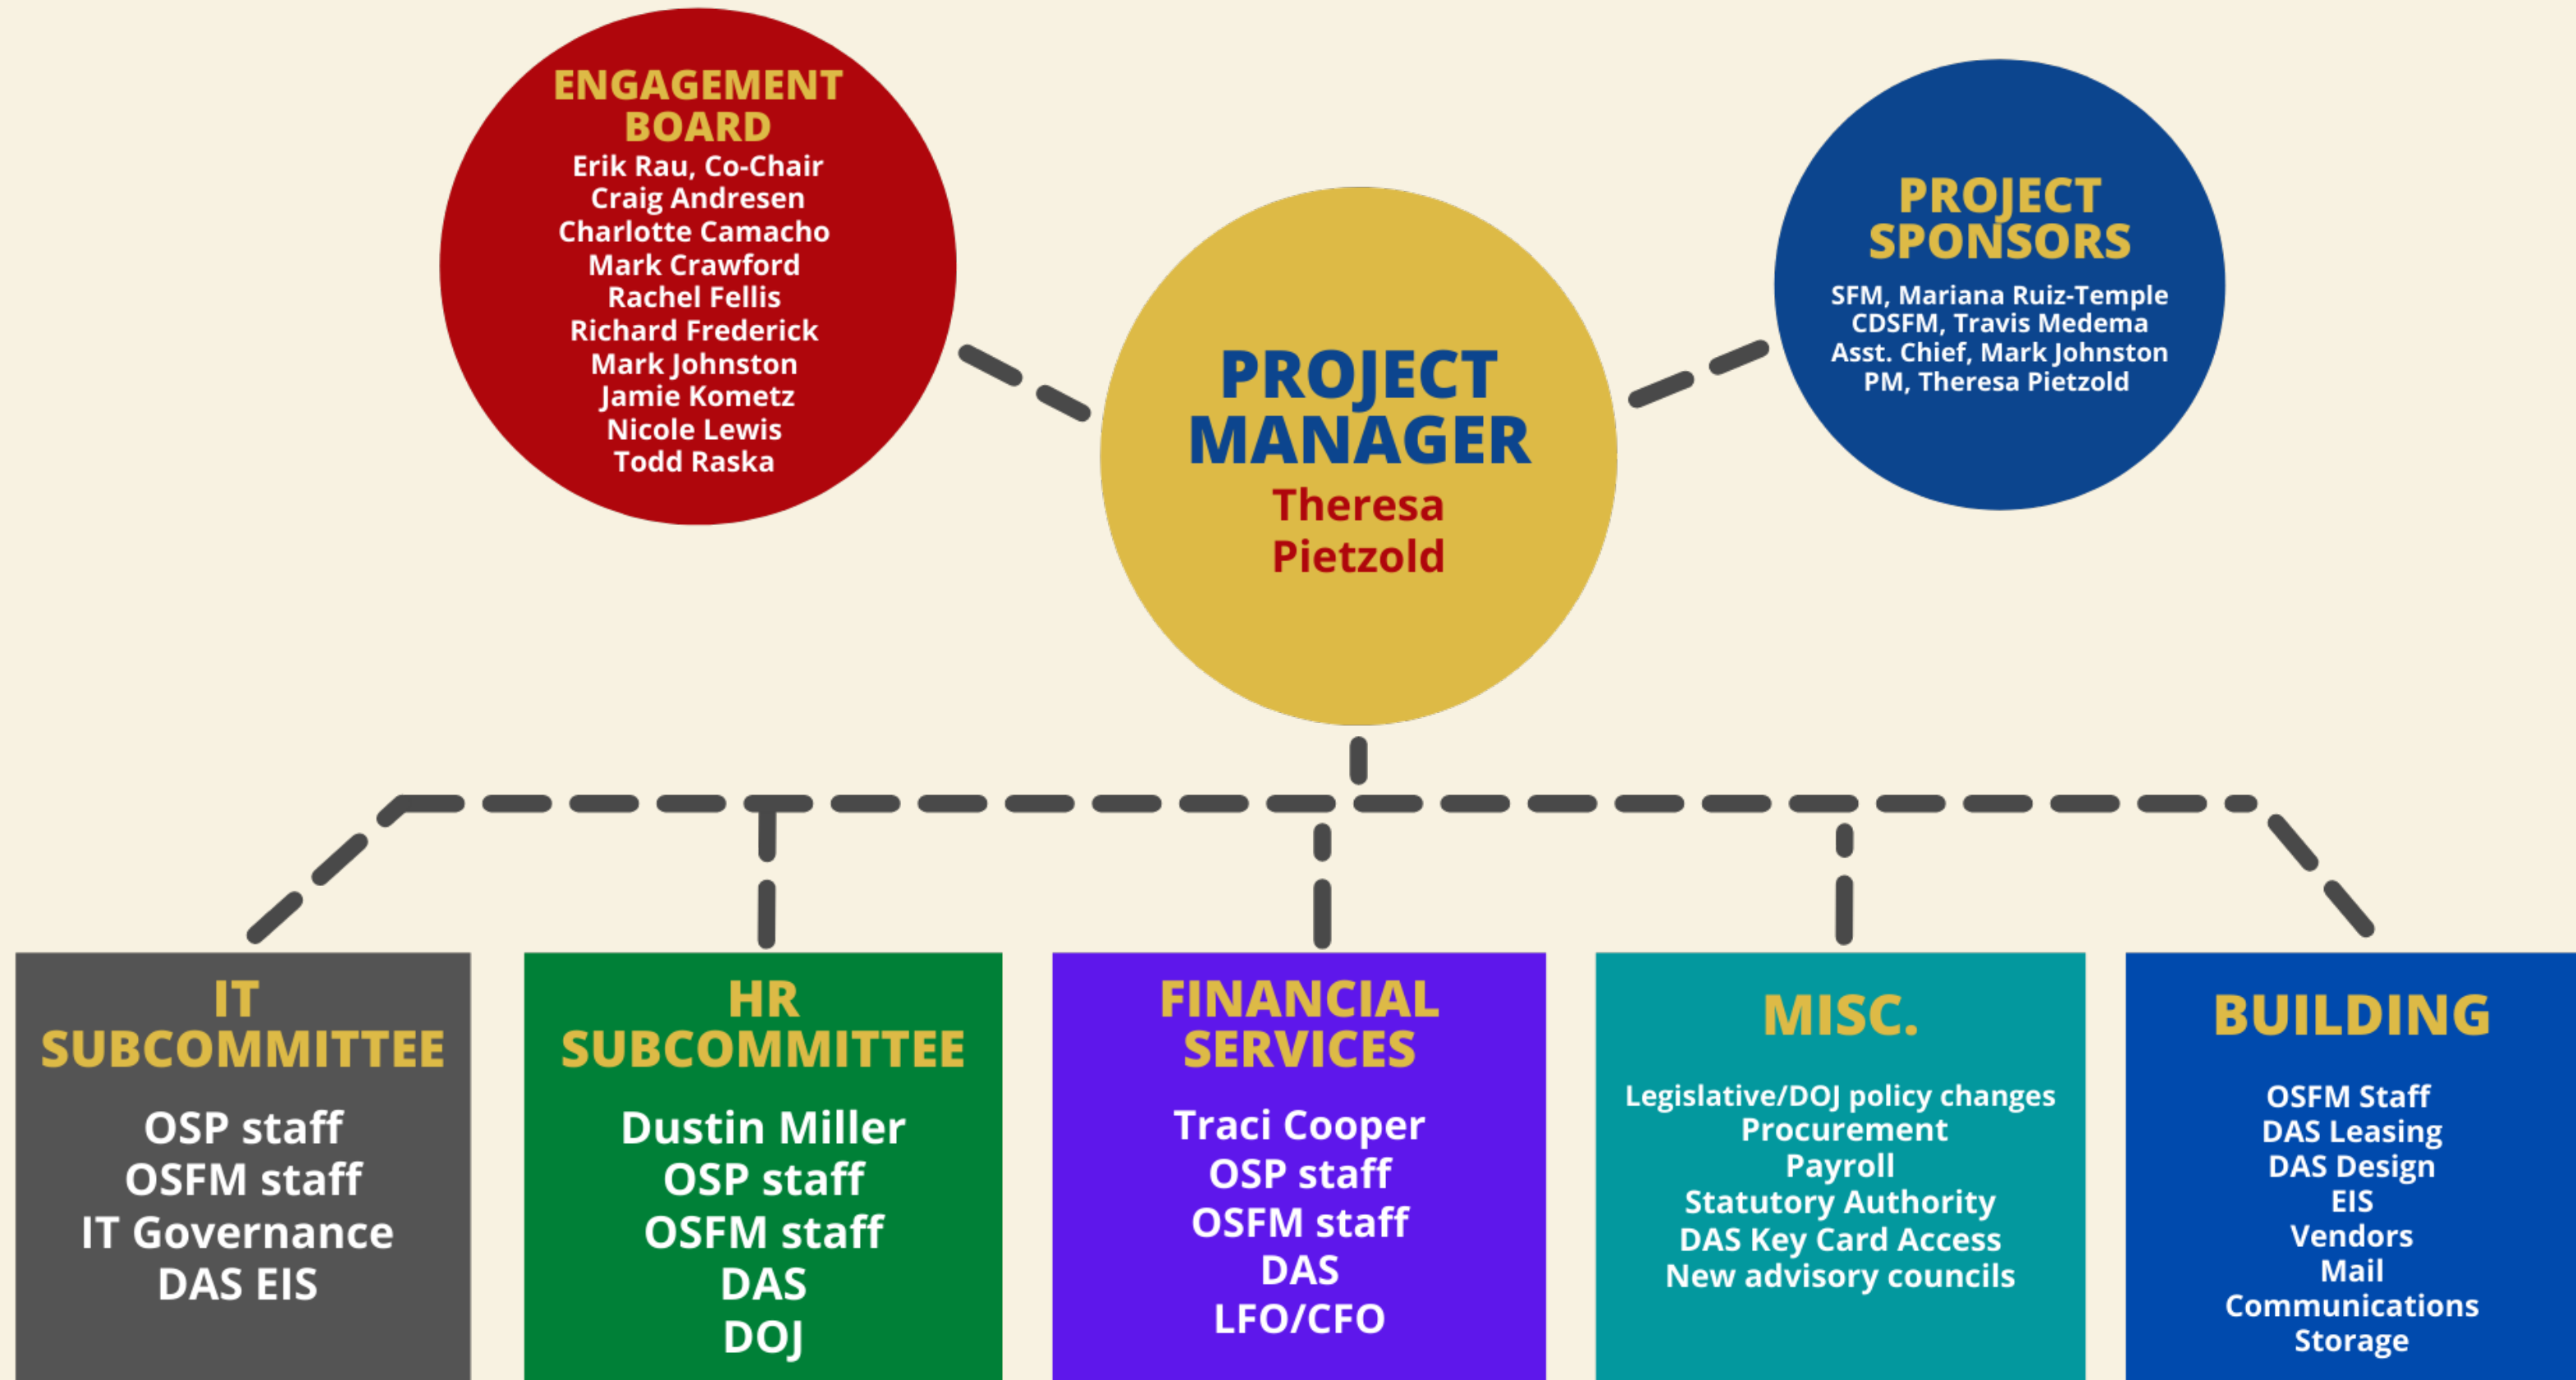 ENGAGEMENT
BOARD
Erik Rau, Co-Chair
Craig Andresen
Charlotte Camacho
Mark Crawford
Rachel Fellis
Richard Frederick
Mark Johnston
Jamie Kometz
Nicole Lewis
Todd Raska
PROJECT
MANAGER
Theresa
Pietzold
PROJECT
SPONSORS
SFM, Mariana Ruiz-Temple
CDSFM, Travis Medema
Asst. Chief, Mark Johnston
PM, Theresa Pietzold
IT
SUBCOMMITTEE
OSP staff
OSFM staff
IT Governance
DAS EIS
HR
SUBCOMMITTEE
Dustin Miller
OSP staff
OSFM staff
DAS
DOJ
FINANCIAL
SERVICES
Traci Cooper
OSP staff
OSFM staff
DAS
LFO/CFO
MISC.
Legislative/DOJ policy changes
Procurement
Payroll
Statutory Authority
DAS Key Card Access
New advisory councils
BUILDING
OSFM Staff
DAS Leasing
DAS Design
EIS
Vendors
Mail
Communications
Storage